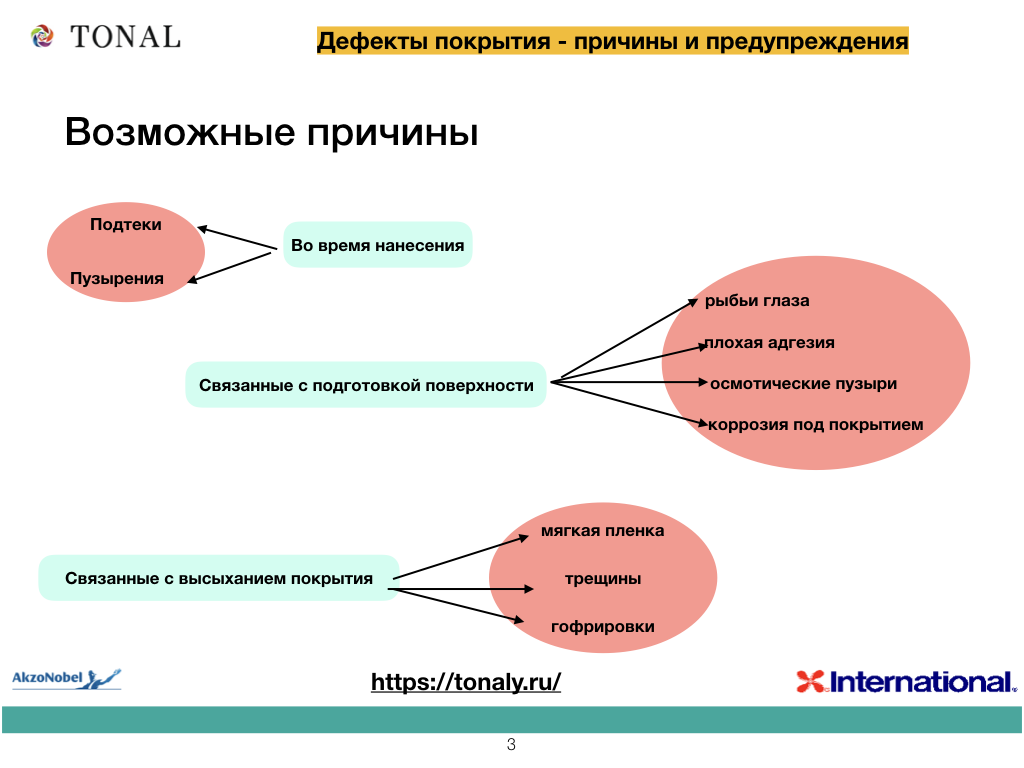 TONAL
Дефекты покрытия - причины и предупреждения
Возможные причины
Подтеки
Пузырения
Во время нанесения
Связанные с подготовкой поверхности
рыбьи глаза
плохая адгезия
осмотические пузыри
коррозия под покрытием
Связанные с высыханием покрытия
мягкая пленка
трещины
гофрировки
AkzoNobel
https://tonaly.ru/
International
3